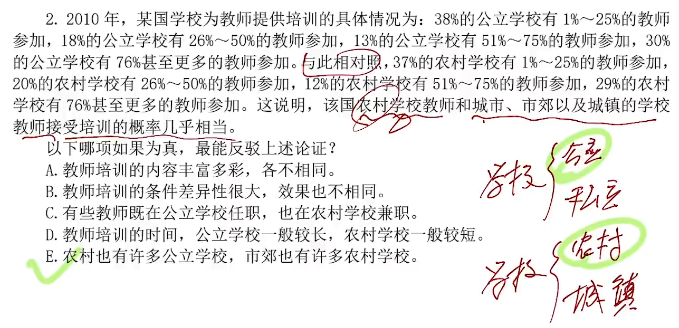 2. 2010 年，某国学校为教师提供培训的具体情况为：38%的公立学校有 1%～25%的教师
参加，18%的公立学校有 26%～50%的教师参加，13%的公立学校有 51%～75%的教师参加，30%
的公立学校有 76%甚至更多的教师参加。与此相对照，37%的农村学校有 1%～25%的教师参加，
20%的农村学校有 26%～50%的教师参加，12%的农村学校有 51%～75%的教师参加，29%的农村
学校有 76%甚至更多的教师参加。这说明，该国农村学校教师和城市、市郊以及城镇的学校
教师接受培训的概率几乎相当。
以下哪项如果为真，最能反驳上述论证？
A. 教师培训的内容丰富多彩，各不相同。
B. 教师培训的条件差异性很大，效果也不相同。
C. 有些教师既在公立学校任职，也在农村学校兼职。
D. 教师培训的时间，公立学校一般较长，农村学校一般较短。
E. 农村也有许多公立学校，市郊也有许多农村学校。
公立
学校
私立
农村
学校
城镇